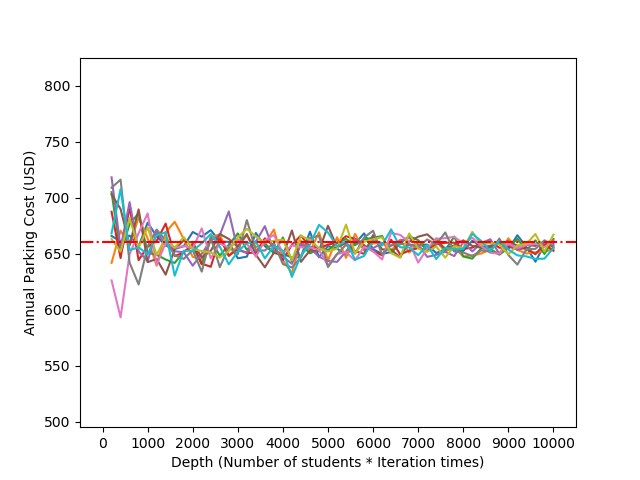 800
750
700
650
600
550
500
Annual Parking Cost (USD)
0 1000 2000 3000 4000 5000 6000 7000 8000 9000 10000
Depth (Number of students * Iteration times)